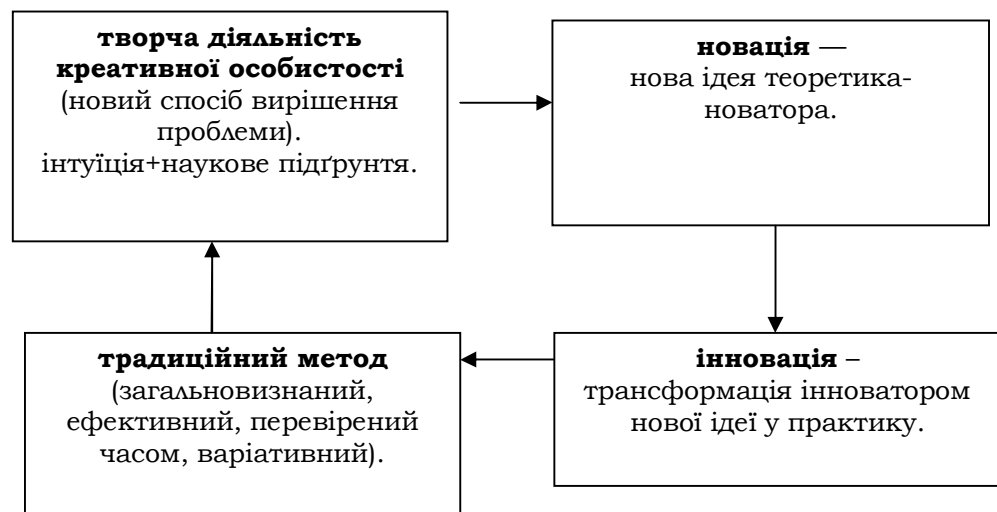 творча діяльність
креативної особистості
(новий спосіб вирішення
проблеми).
інтуїція+наукове підґрунтя.
новація —
нова ідея теоретика-
новатора.
традиційний метод
(загальновизнаний,
ефективний, перевірений
часом, варіативний).
інновація –
трансформація інноватором
нової ідеї у практику.